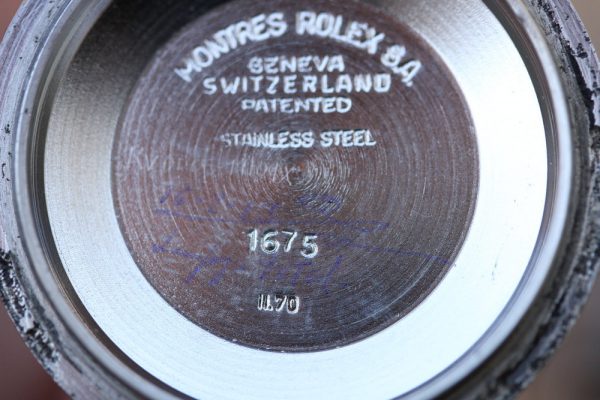 MONTRES ROLEX S.A.
GENEVA
SWITZERLAND
PATENTED
STAINLESS STEEL
1675
II.70